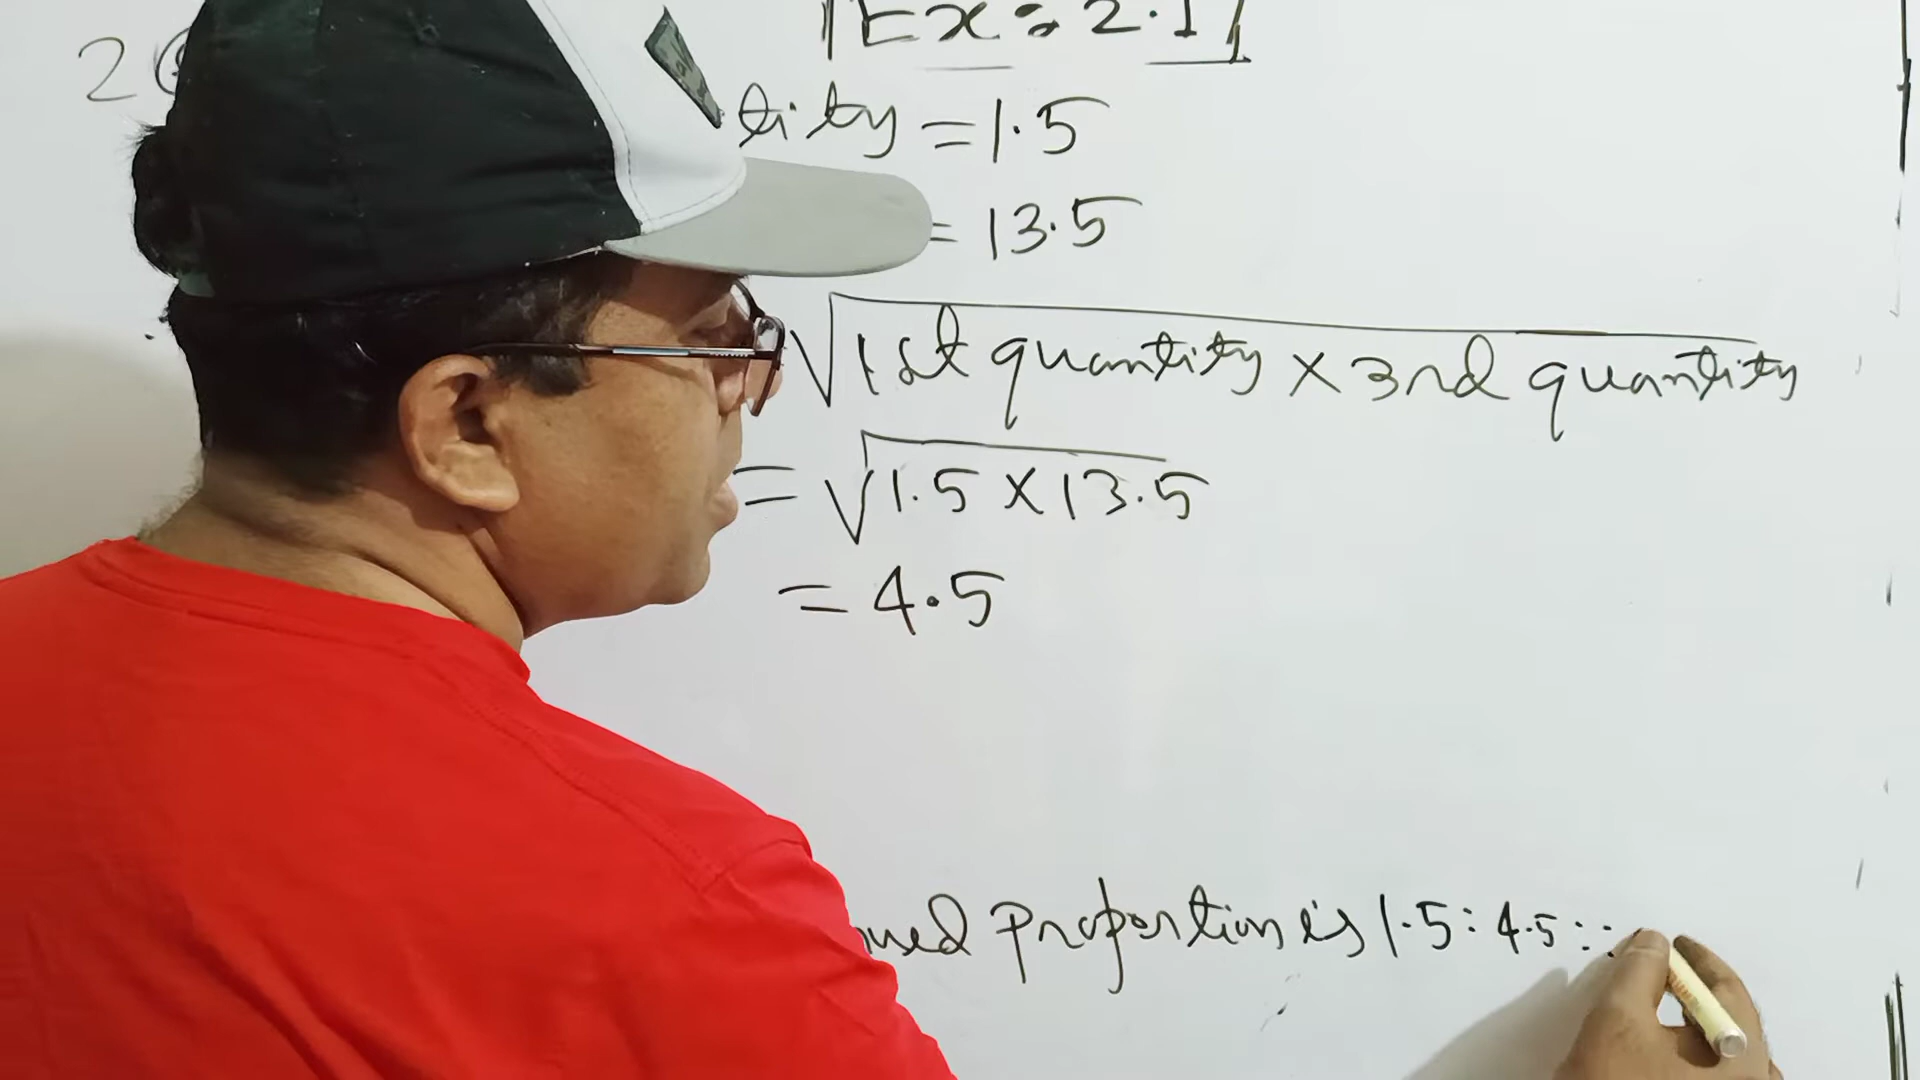 Ex: 2.1
2
tity = 1.5
= 13.5
√1st quantity × 3rd quantity
= √1.5 × 13.5
= 4.5
nued Proportion is 1.5 : 4.5 ::